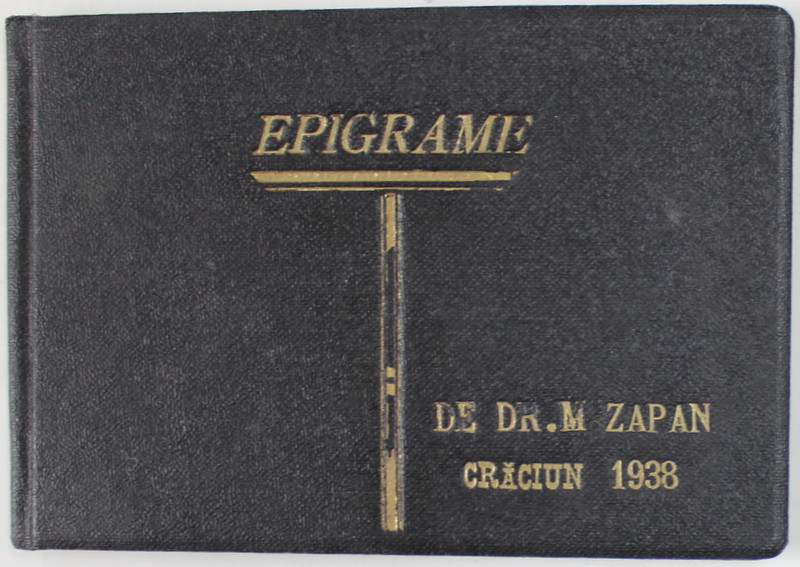 EPIGRAME
DE DR.M ZAPAN
CRĂCIUN 1938